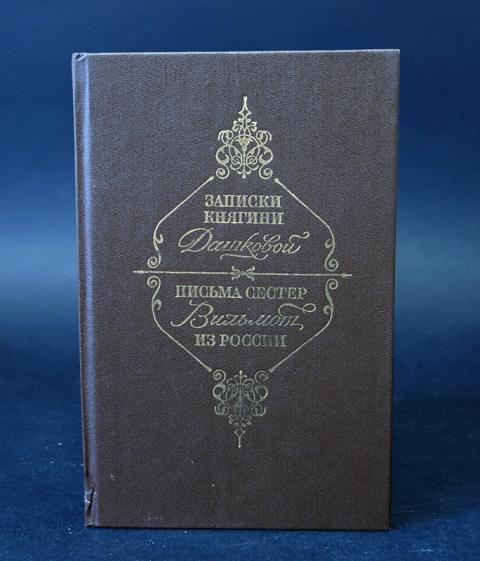 ЗАПИСКИ
КНЯГИНИ
Дашковой
ПИСЬМА СЕСТЕР
Вильмот
ИЗ РОССИИ